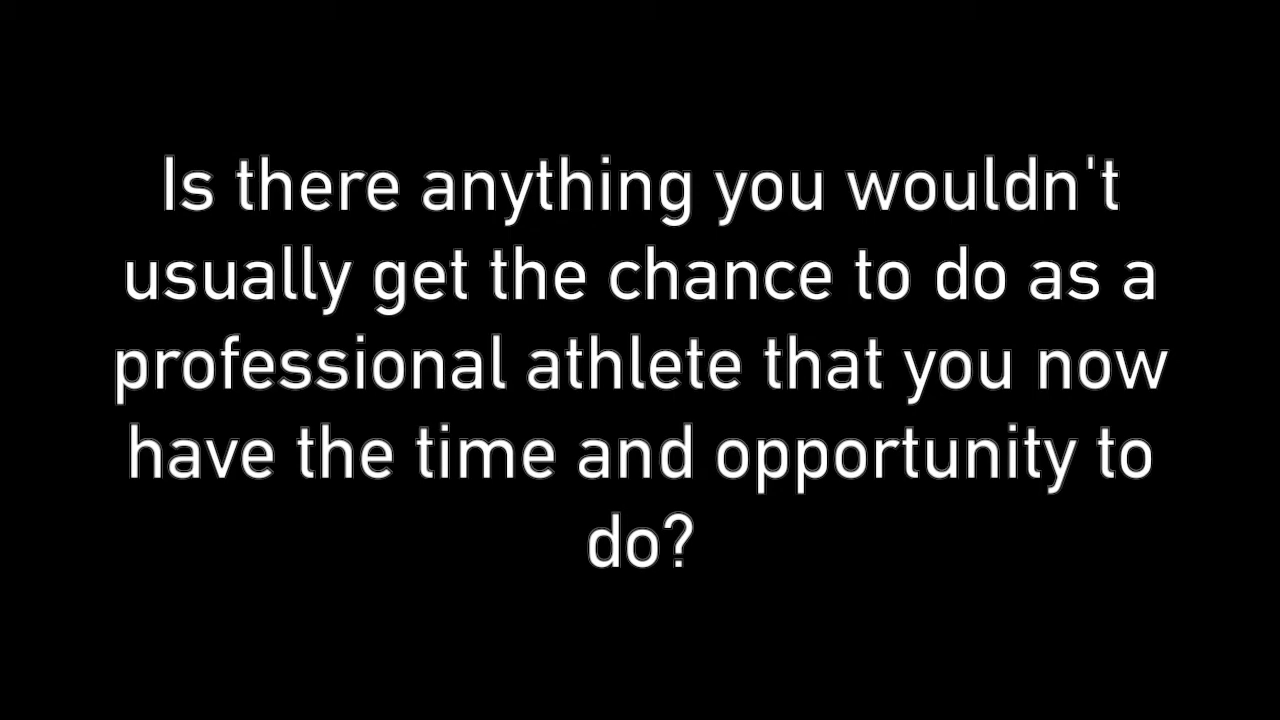 Is there anything you wouldn't
usually get the chance to do as a
professional athlete that you now
have the time and opportunity to
do?